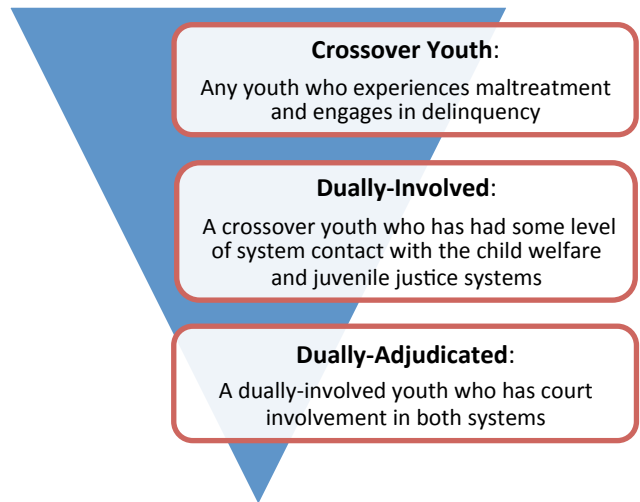 Crossover Youth:
Any youth who experiences maltreatment
and engages in delinquency
Dually-Involved:
A crossover youth who has had some level
of system contact with the child welfare
and juvenile justice systems
Dually-Adjudicated:
A dually-involved youth who has court
involvement in both systems